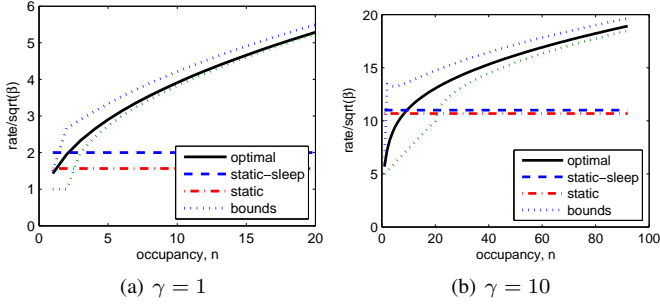 6
5
4
3
2
1
0
0 5 10 15 20
rate/sqrt(β)
occupancy, n
optimal
static−sleep
static
bounds
(a) γ = 1
20
15
10
5
0
0 20 40 60 80 100
rate/sqrt(β)
occupancy, n
optimal
static−sleep
static
bounds
(b) γ = 10